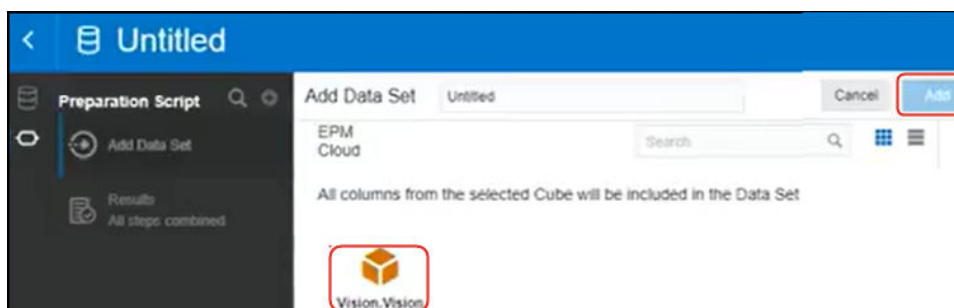 Untitled
Preparation Script
Add Data Set
Results
All steps combined
Add Data Set
Untitled
Cancel
Add
EPM
Cloud
Search
All columns from the selected Cube will be included in the Data Set
Vision.Vision